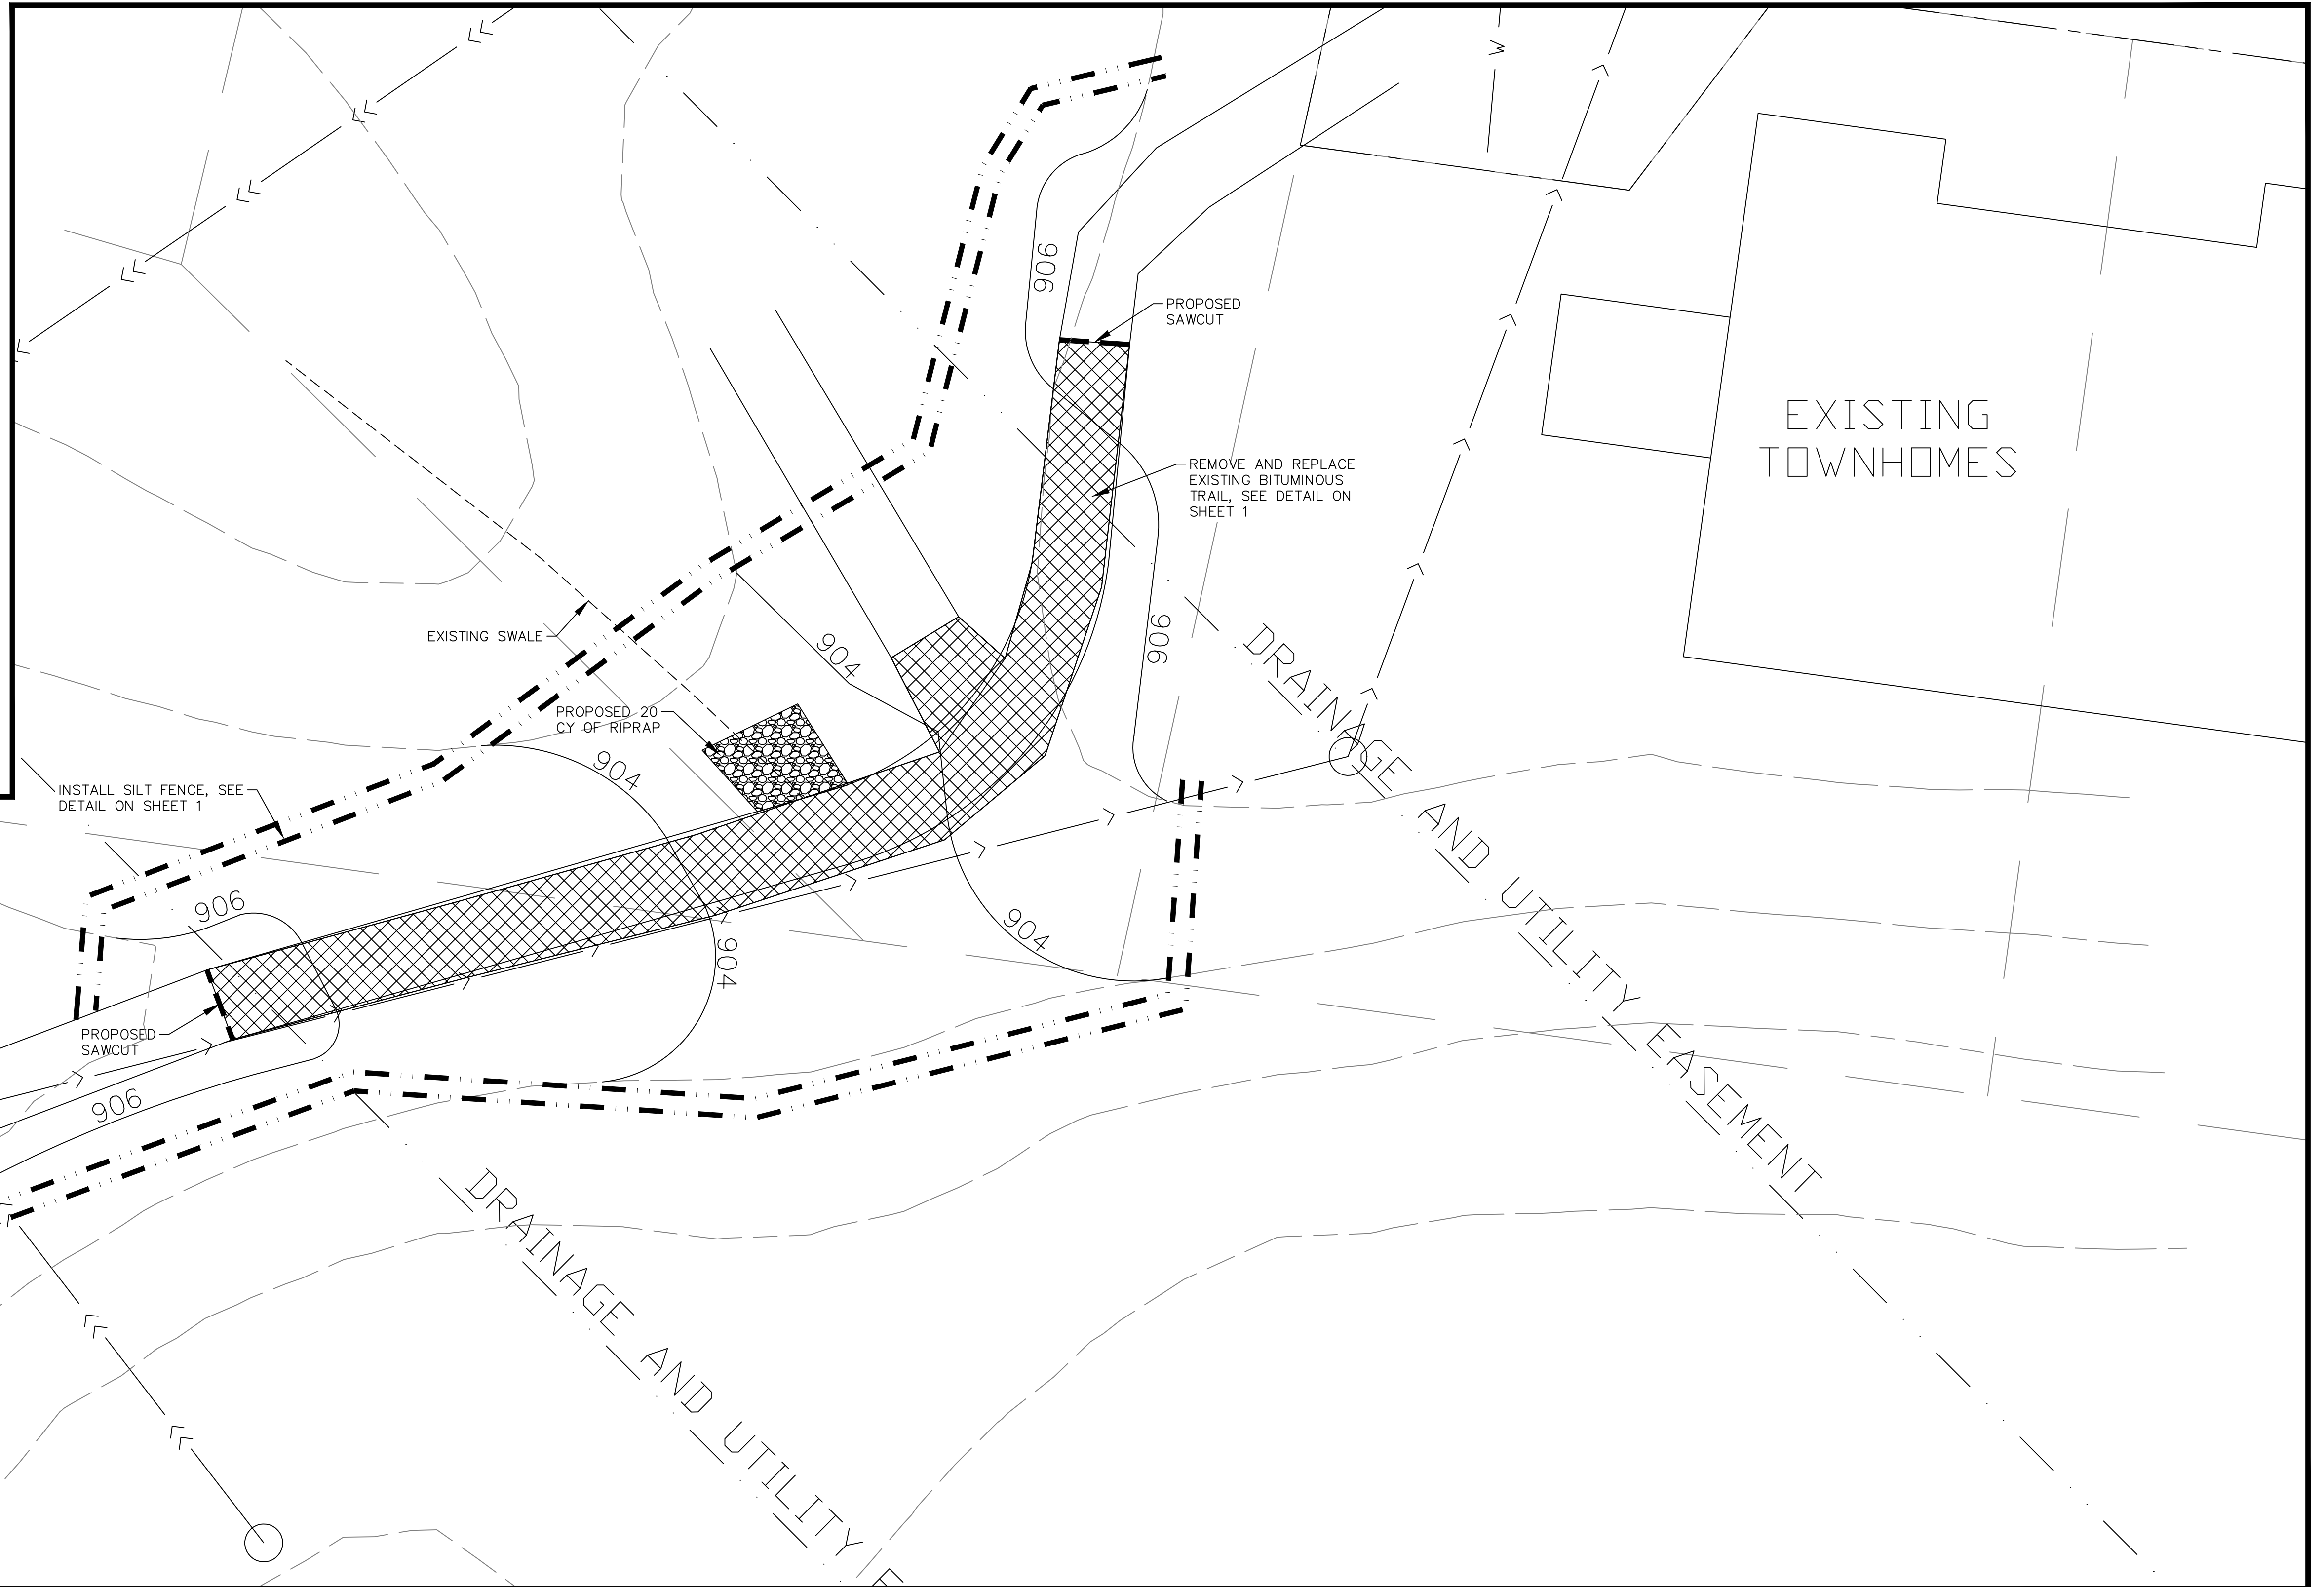 W
906
PROPOSED
SAWCUT
EXISTING
TOWNHOMES
REMOVE AND REPLACE
EXISTING BITUMINOUS
TRAIL, SEE DETAIL ON
SHEET 1
EXISTING SWALE
904
906
DRAINAGE AND UTILITY EASEMENT
PROPOSED 20
CY OF RIPRAP
904
INSTALL SILT FENCE, SEE
DETAIL ON SHEET 1
906
904
904
PROPOSED
SAWCUT
906
DRAINAGE AND UTILITY E